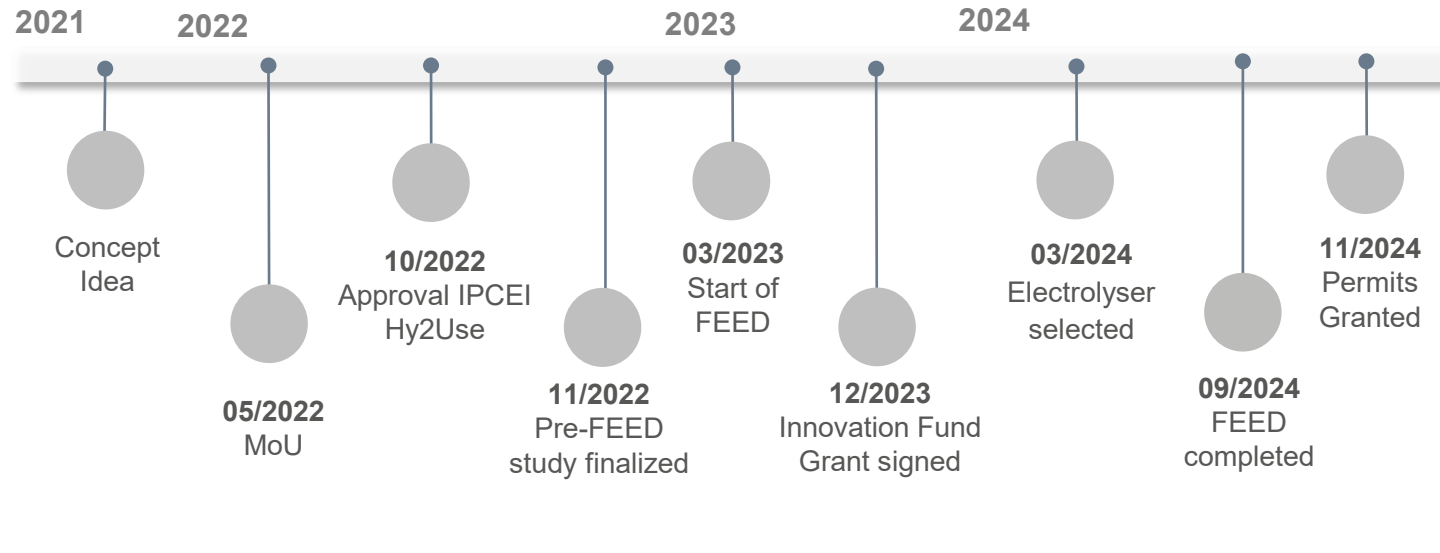 2021
2022
2023
2024
Concept
Idea
05/2022
MoU
10/2022
Approval IPCEI
Hy2Use
11/2022
Pre-FEED
study finalized
03/2023
Start of
FEED
12/2023
Innovation Fund
Grant signed
03/2024
Electrolyser
selected
09/2024
FEED
completed
11/2024
Permits
Granted